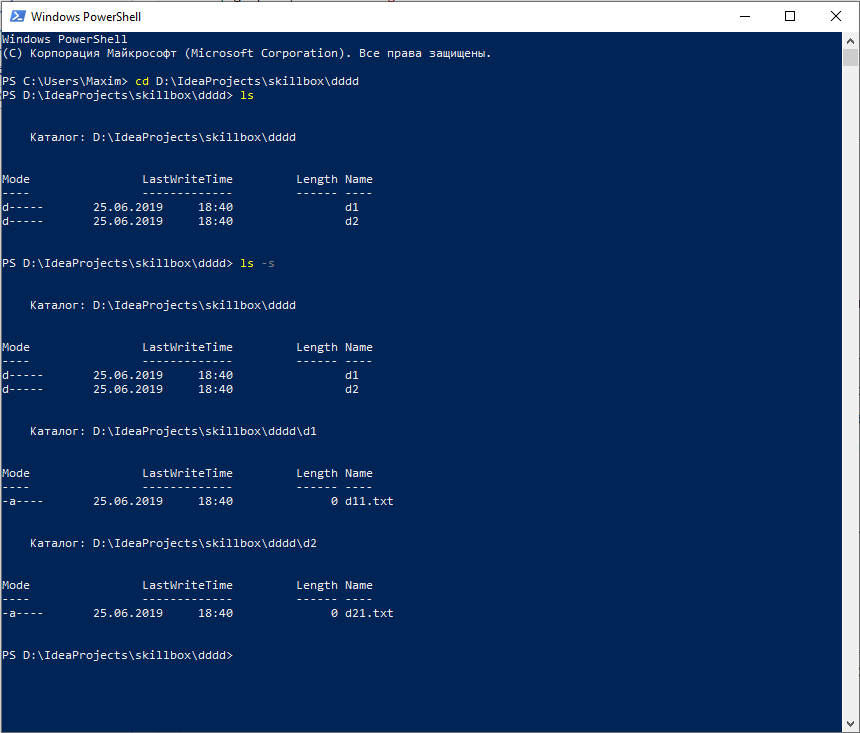 Windows PowerShell
Windows PowerShell
(C) Корпорация Майкрософт (Microsoft Corporation). Все права защищены.
PS C:\Users\Maxim> cd D:\IdeaProjects\skillbox\dddd
PS D:\IdeaProjects\skillbox\dddd> ls
Каталог: D:\IdeaProjects\skillbox\dddd
Mode                LastWriteTime         Length Name
----                -------------         ------ ----
d-----       25.06.2019     18:40                d1
d-----       25.06.2019     18:40                d2
PS D:\IdeaProjects\skillbox\dddd> ls -s
Каталог: D:\IdeaProjects\skillbox\dddd
Mode                LastWriteTime         Length Name
----                -------------         ------ ----
d-----       25.06.2019     18:40                d1
d-----       25.06.2019     18:40                d2
Каталог: D:\IdeaProjects\skillbox\dddd\d1
Mode                LastWriteTime         Length Name
----                -------------         ------ ----
-a----       25.06.2019     18:40              0 d11.txt
Каталог: D:\IdeaProjects\skillbox\dddd\d2
Mode                LastWriteTime         Length Name
----                -------------         ------ ----
-a----       25.06.2019     18:40              0 d21.txt
PS D:\IdeaProjects\skillbox\dddd>